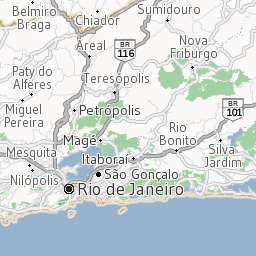 Belmiro
Braga
Chiador
Sumidouro
Areal
BR
116
Nova
Friburgo
Paty do
Alferes
Teresópolis
Miguel
Pereira
Petrópolis
BR
101
Magé
Rio
Bonito
Mesquita
Itaboraí
Silva
Jardim
Nilópolis
São Gonçalo
Rio de Janeiro